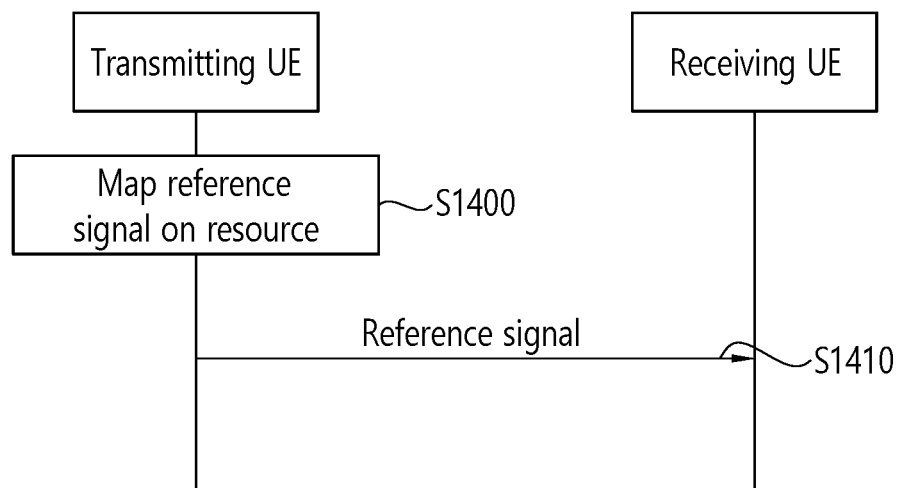 Transmitting UE
Receiving UE
Map reference
signal on resource
S1400
Reference signal
S1410